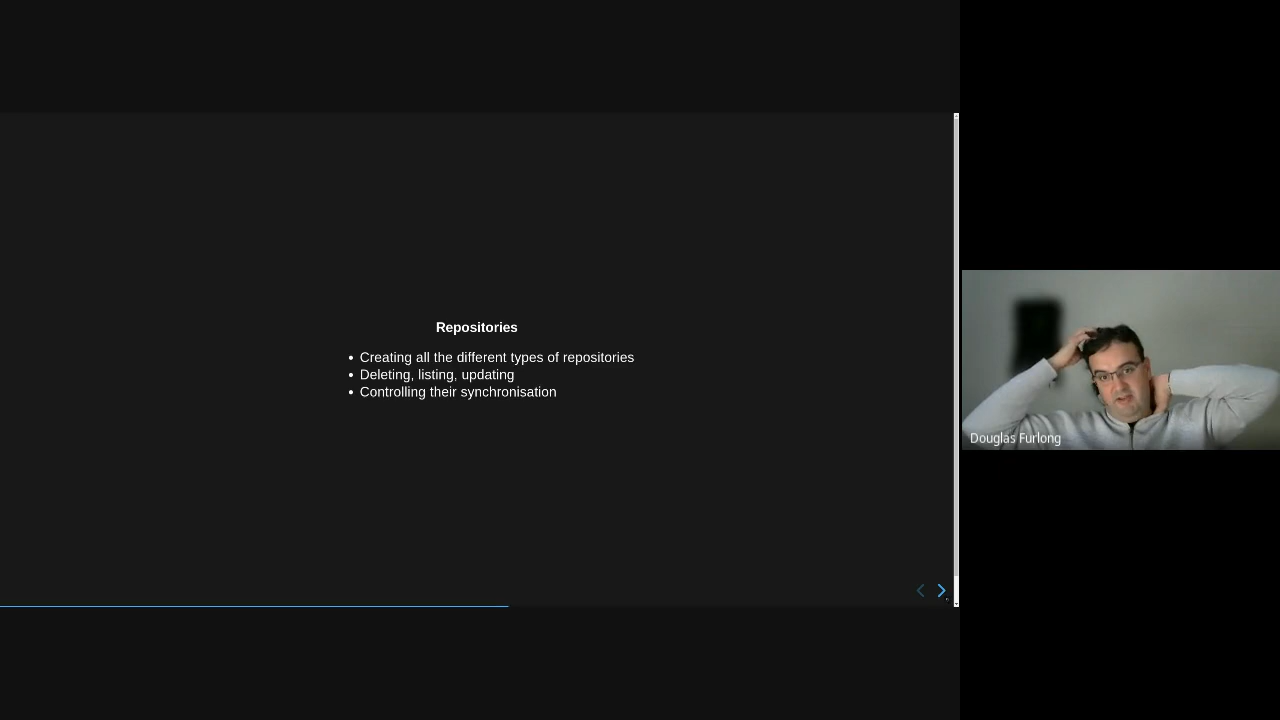 Repositories
Creating all the different types of repositories
Deleting, listing, updating
Controlling their synchronisation
Douglas Furlong